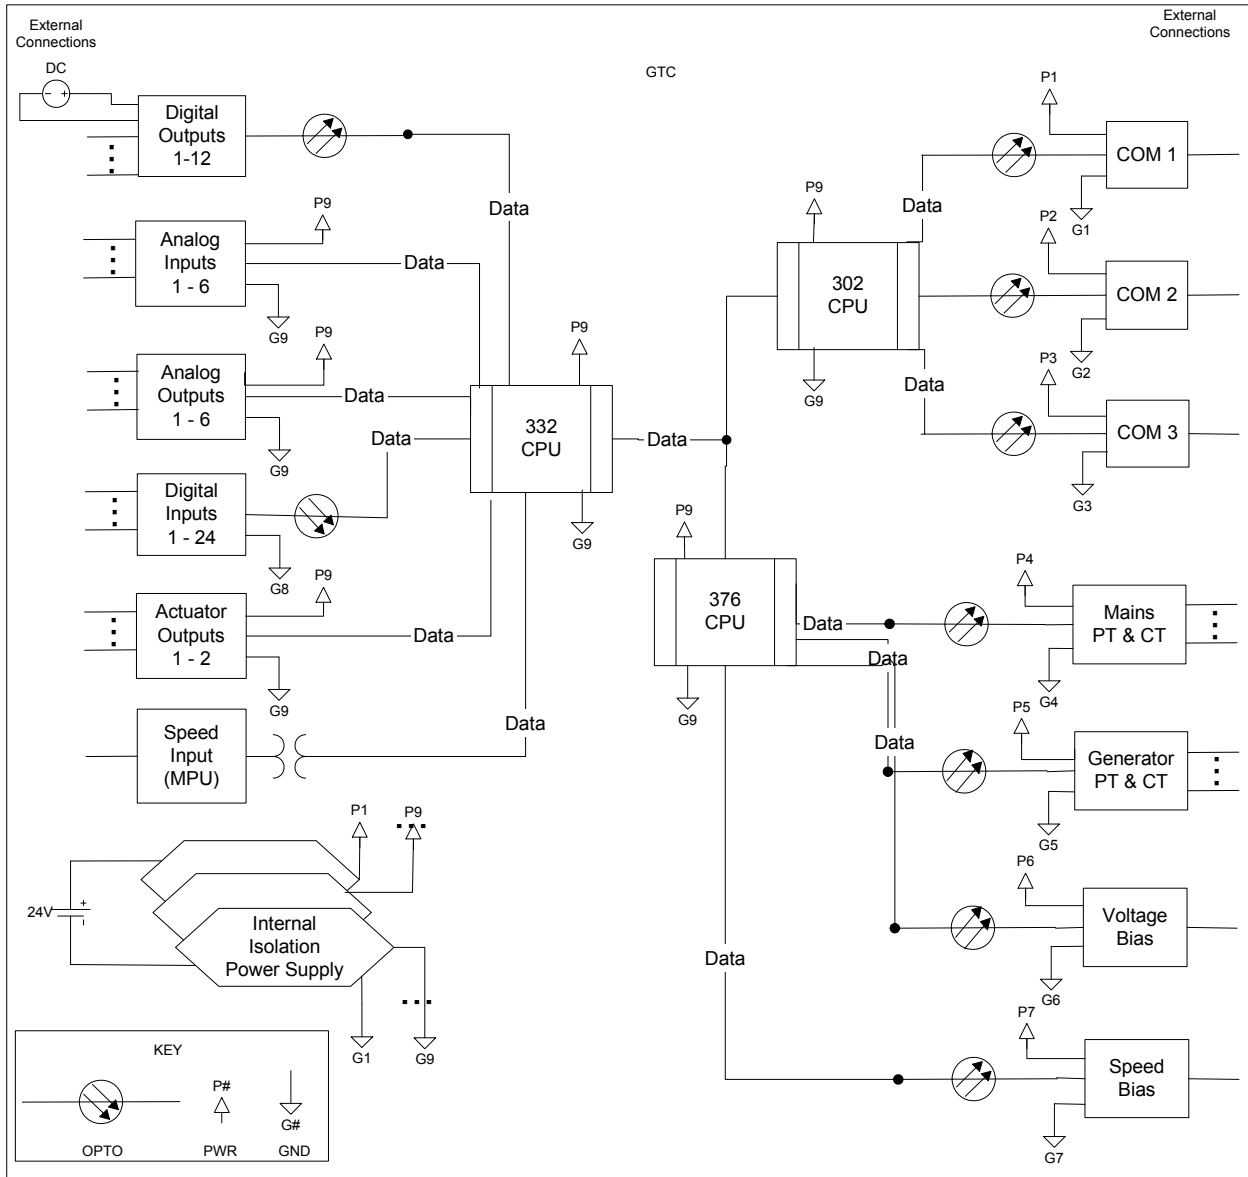 External
Connections
External
Connections
GTC
DC
- +
Digital
Outputs
1-12
Data
P9
Analog
Inputs
1 - 6
Data
G9
P9
Analog
Outputs
1 - 6
Data
G9
Digital
Inputs
1 - 24
Data
G8
P9
Actuator
Outputs
1 - 2
Data
G9
Speed
Input
(MPU)
Data
P9
332
CPU
G9
Data
P9
302
CPU
G9
Data
Data
P1
COM 1
G1
P2
COM 2
G2
P3
COM 3
G3
P9
376
CPU
G9
Data
Data
Data
Data
P4
Mains
PT & CT
G4
P5
Generator
PT & CT
G5
P6
Voltage
Bias
G6
P7
Speed
Bias
G7
24V
+
-
P1
P9
Internal
Isolation
Power Supply
G1
G9
KEY
P#
G#
OPTO
PWR
GND